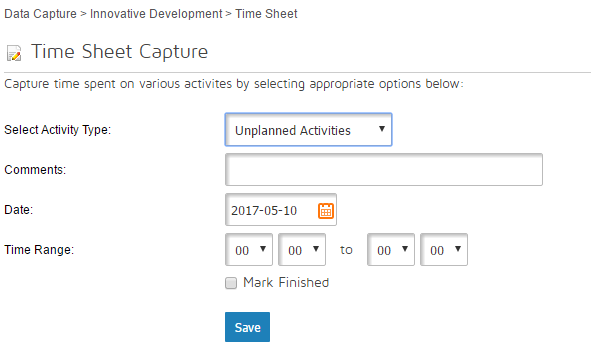 Data Capture > Innovative Development > Time Sheet
Time Sheet Capture
Capture time spent on various activites by selecting appropriate options below:
Select Activity Type: Unplanned Activities
Comments:
Date: 2017-05-10
Time Range: 00 00 to 00 00
Mark Finished
Save